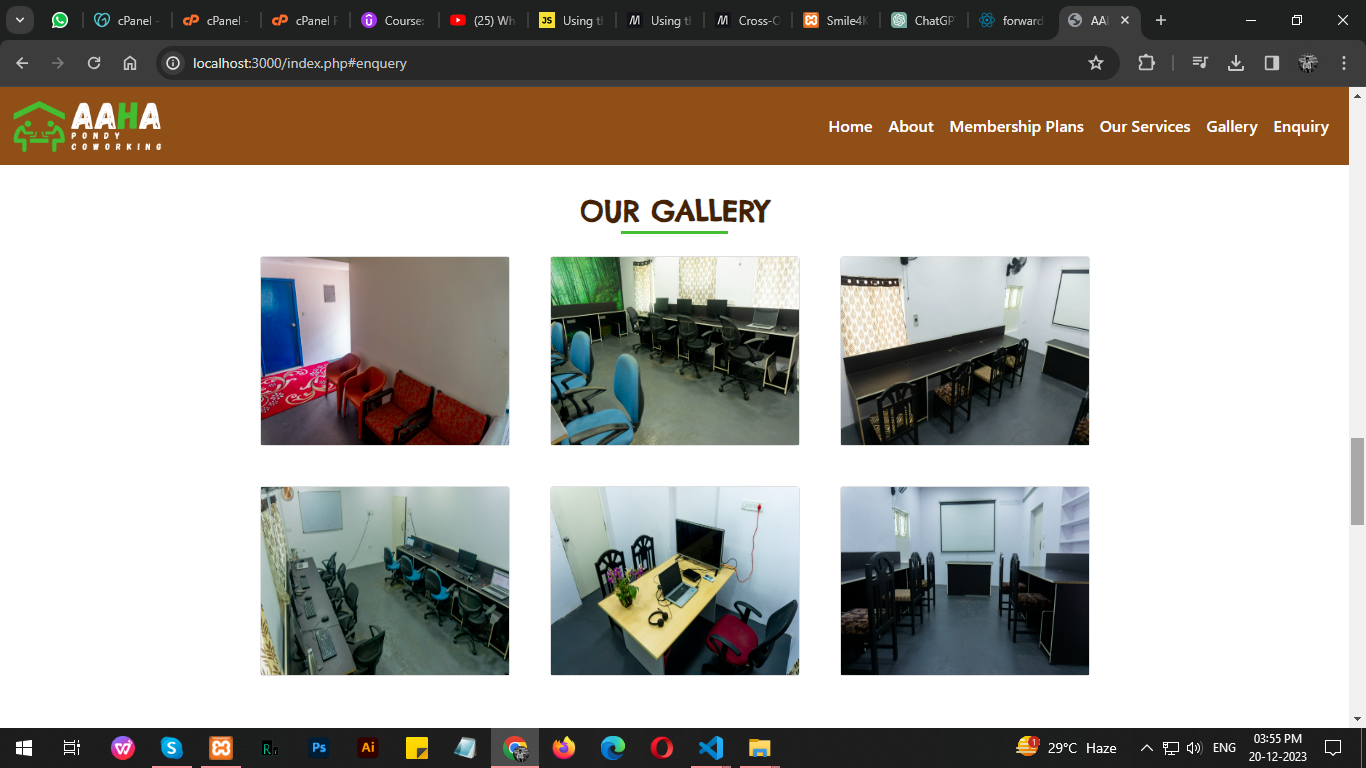 cPanel -
cPanel -
cPanel F
Course:
(25) Wh
Using th
Using th
Cross-O
Smile4K
ChatGP
forward
AAI
localhost:3000/index.php#enquery
AAHA
PONDY
COWORKING
Home
About
Membership Plans
Our Services
Gallery
Enquiry
OUR GALLERY
29°C Haze
ENG
03:55 PM
20-12-2023